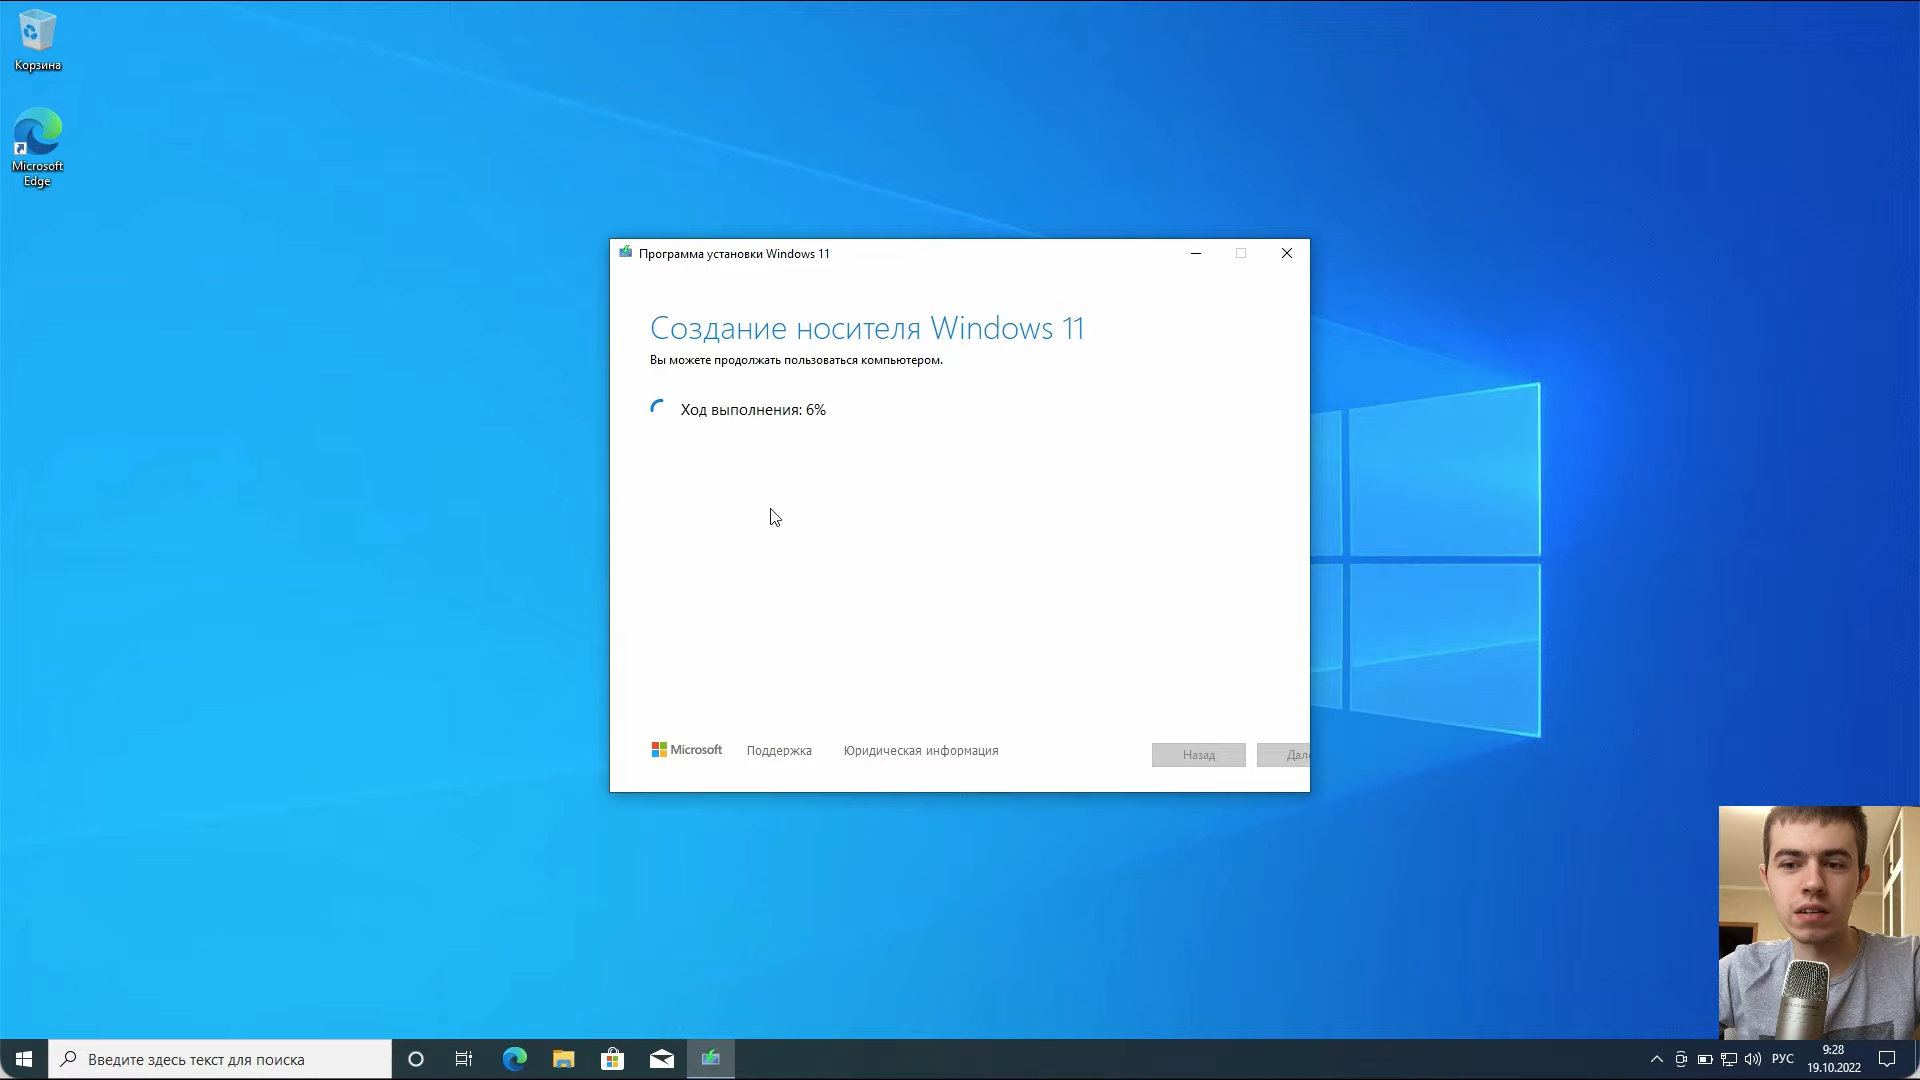 Корзина
Microsoft
Edge
Программа установки Windows 11
Создание носителя Windows 11
Вы можете продолжать пользоваться компьютером.
Ход выполнения: 6%
Microsoft
Поддержка
Юридическая информация
Назад
Дал
Введите здесь текст для поиска
РУС
9:28
19.10.2022